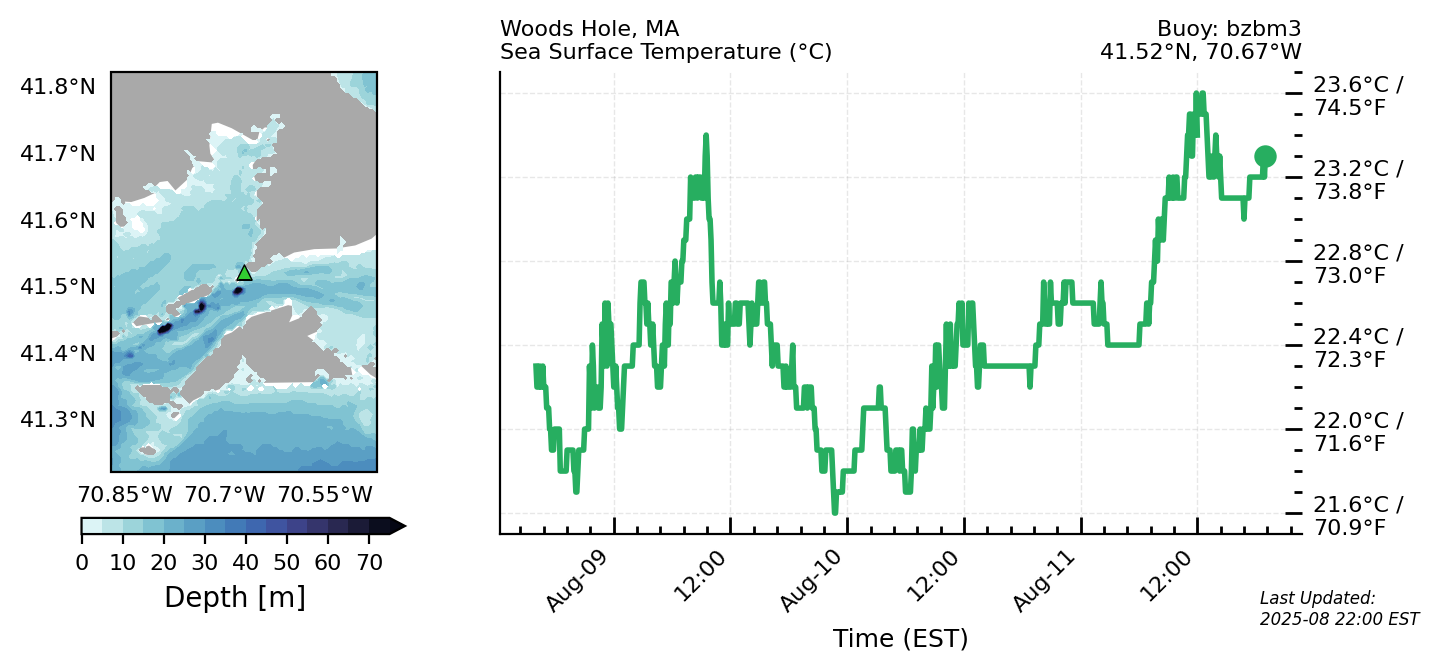 Woods Hole, MA
Sea Surface Temperature (°C)
Buoy: bzbm3
41.52°N, 70.67°W
41.8°N
41.7°N
41.6°N
41.5°N
41.4°N
41.3°N
70.85°W 70.7°W 70.55°W
0 10 20 30 40 50 60 70
Depth [m]
23.6°C /
74.5°F
23.2°C /
73.8°F
22.8°C /
73.0°F
22.4°C /
72.3°F
22.0°C /
71.6°F
21.6°C /
70.9°F
Aug-09
12:00
Aug-10
12:00
Aug-11
12:00
Time (EST)
Last Updated:
2025-08 22:00 EST